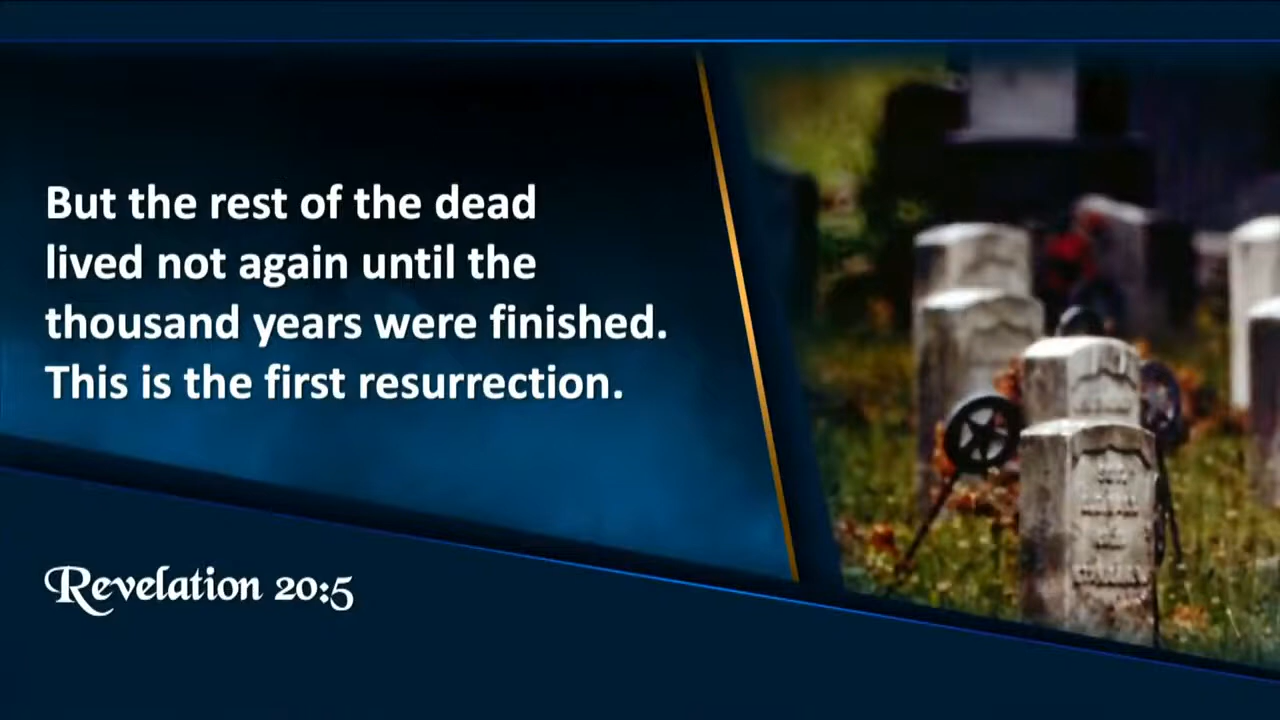 But the rest of the dead
lived not again until the
thousand years were finished.
This is the first resurrection.
Revelation 20:5